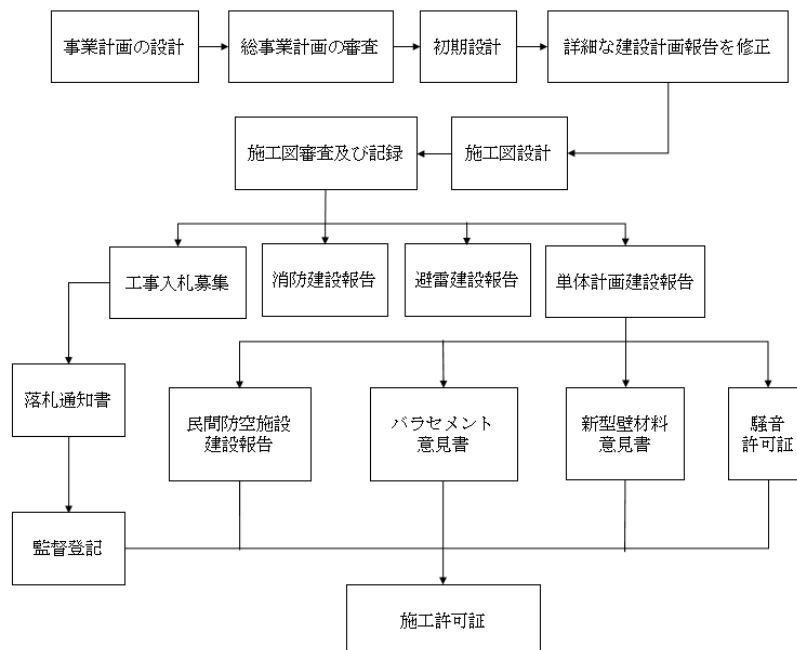 事業計画の設計
総事業計画の審査
初期設計
詳細な建設計画報告を修正
施工図審査及び記録
施工図設計
工事入札募集
消防建設報告
避雷建設報告
単体計画建設報告
落札通知書
民間防空施設
建設報告
バラセメント
意見書
新型壁材料
意見書
騒音
許可証
監督登記
施工許可証